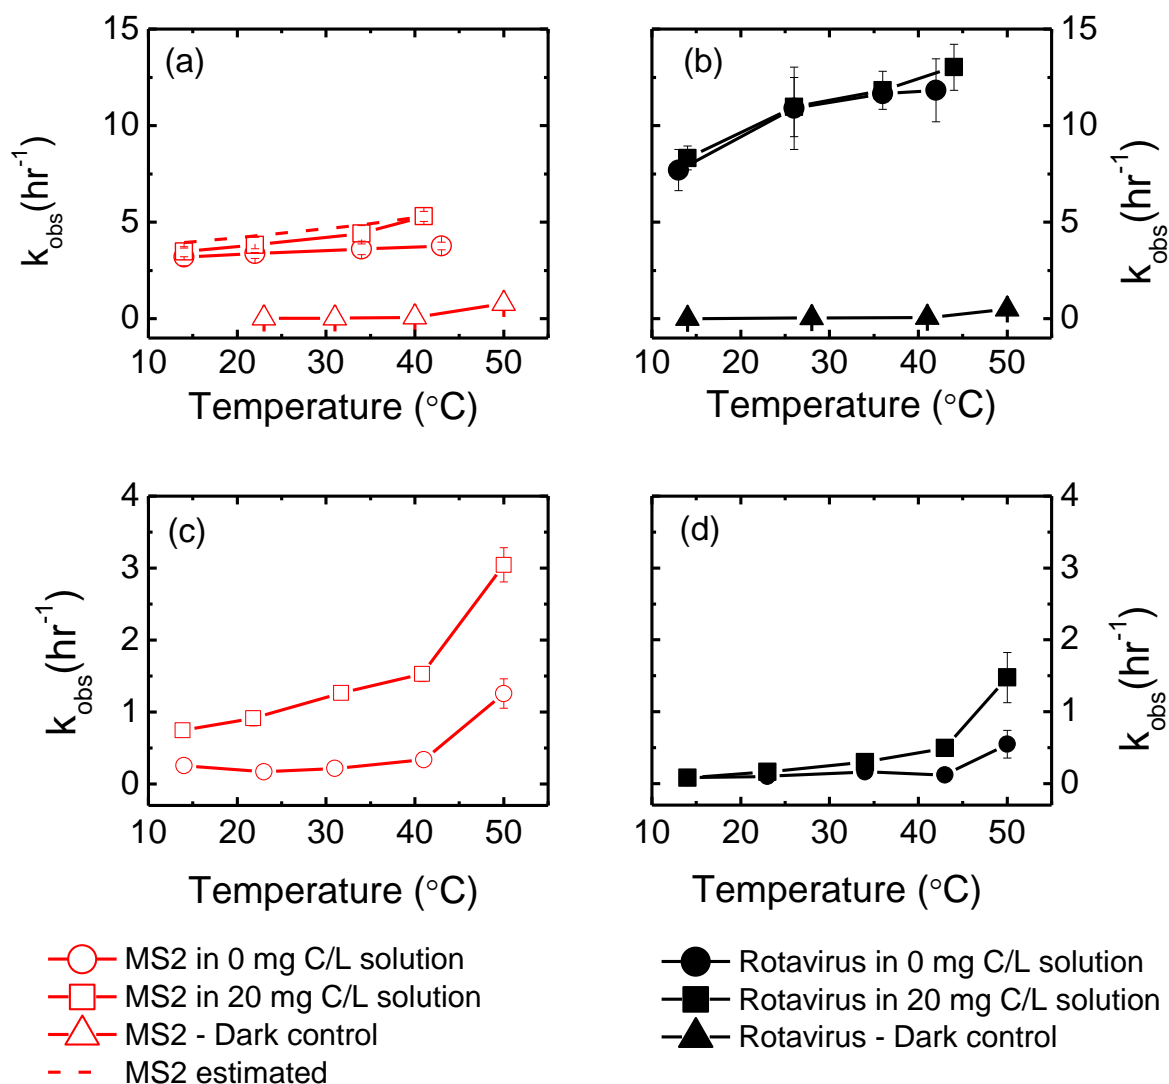 (a)
15
10
5
0
k_obs(hr⁻¹)
10 20 30 40 50
Temperature (°C)
(b)
15
10
5
0
k_obs(hr⁻¹)
10 20 30 40 50
Temperature (°C)
(c)
4
3
2
1
0
k_obs(hr⁻¹)
10 20 30 40 50
Temperature (°C)
(d)
4
3
2
1
0
k_obs(hr⁻¹)
10 20 30 40 50
Temperature (°C)
MS2 in 0 mg C/L solution
MS2 in 20 mg C/L solution
MS2 - Dark control
MS2 estimated
Rotavirus in 0 mg C/L solution
Rotavirus in 20 mg C/L solution
Rotavirus - Dark control